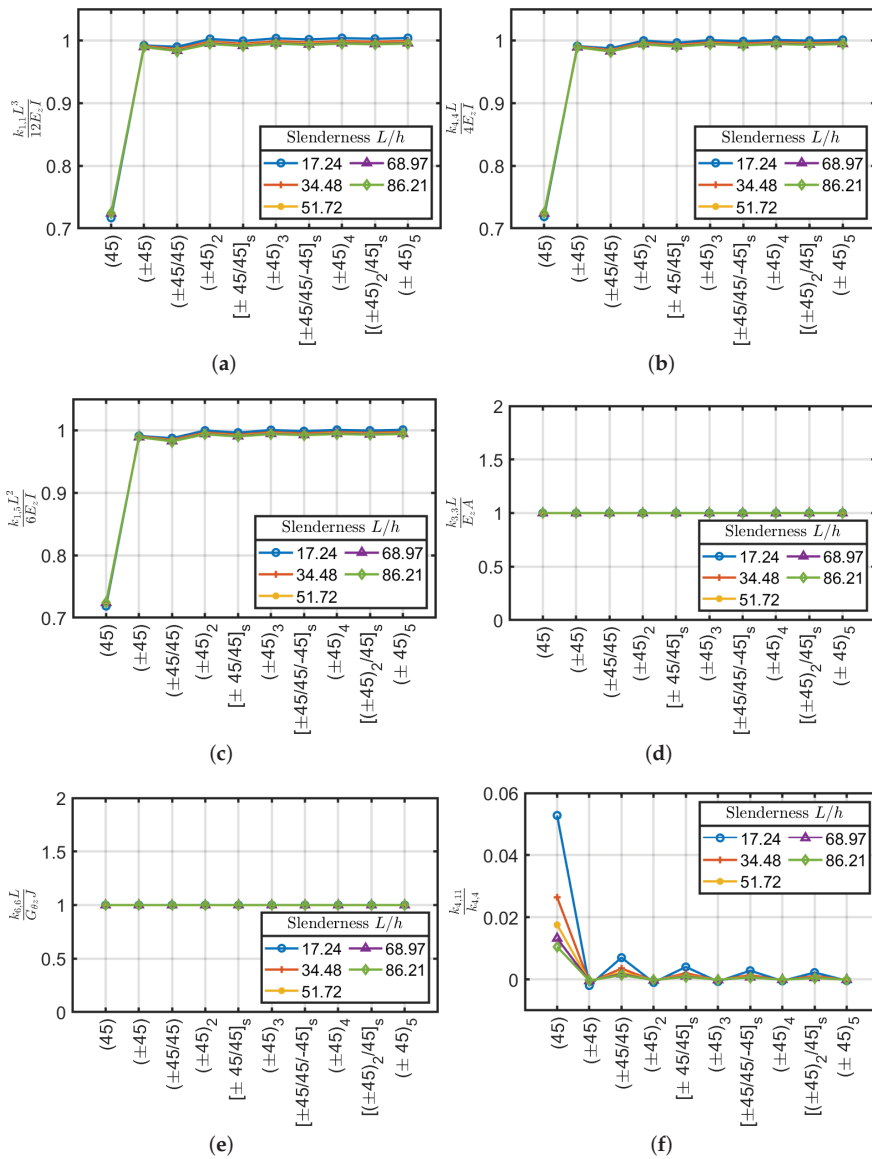 1
0.9
0.8
0.7
k_{1,1}L^3 / 12E_zI
Slenderness L/h
17.24 68.97
34.48 86.21
51.72
(45)
(±45)
(±45/45)
(±45)_2
[± 45/45]_s
(±45)_3
[±45/45/-45]_s
(±45)_4
[(±45)_2/45]_s
(± 45)_5
(a)
1
0.9
0.8
0.7
k_{4,4}L / 4E_zI
Slenderness L/h
17.24 68.97
34.48 86.21
51.72
(45)
(±45)
(±45/45)
(±45)_2
[± 45/45]_s
(±45)_3
[±45/45/-45]_s
(±45)_4
[(±45)_2/45]_s
(± 45)_5
(b)
1
0.9
0.8
0.7
k_{1,5}L^2 / 6E_zI
Slenderness L/h
17.24 68.97
34.48 86.21
51.72
(45)
(±45)
(±45/45)
(±45)_2
[± 45/45]_s
(±45)_3
[±45/45/-45]_s
(±45)_4
[(±45)_2/45]_s
(± 45)_5
(c)
2
1.5
1
0.5
0
k_{3,3}L / E_zA
Slenderness L/h
17.24 68.97
34.48 86.21
51.72
(45)
(±45)
(±45/45)
(±45)_2
[± 45/45]_s
(±45)_3
[±45/45/-45]_s
(±45)_4
[(±45)_2/45]_s
(± 45)_5
(d)
2
1.5
1
0.5
0
k_{6,6}L / G_{θz}J
Slenderness L/h
17.24 68.97
34.48 86.21
51.72
(45)
(±45)
(±45/45)
(±45)_2
[± 45/45]_s
(±45)_3
[±45/45/-45]_s
(±45)_4
[(±45)_2/45]_s
(± 45)_5
(e)
0.06
0.04
0.02
0
k_{4,11} / k_{4,4}
Slenderness L/h
17.24 68.97
34.48 86.21
51.72
(45)
(±45)
(±45/45)
(±45)_2
[± 45/45]_s
(±45)_3
[±45/45/-45]_s
(±45)_4
[(±45)_2/45]_s
(± 45)_5
(f)